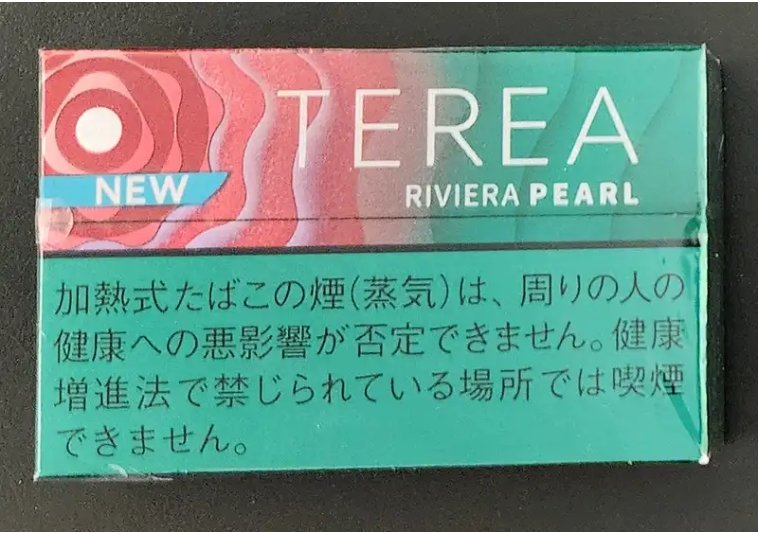 TEREA
NEW
RIVIERA PEARL
加熱式たばこの煙(蒸気)は、周りの人の
健康への悪影響が否定できません。健康
増進法で禁じられている場所では喫煙
できません。